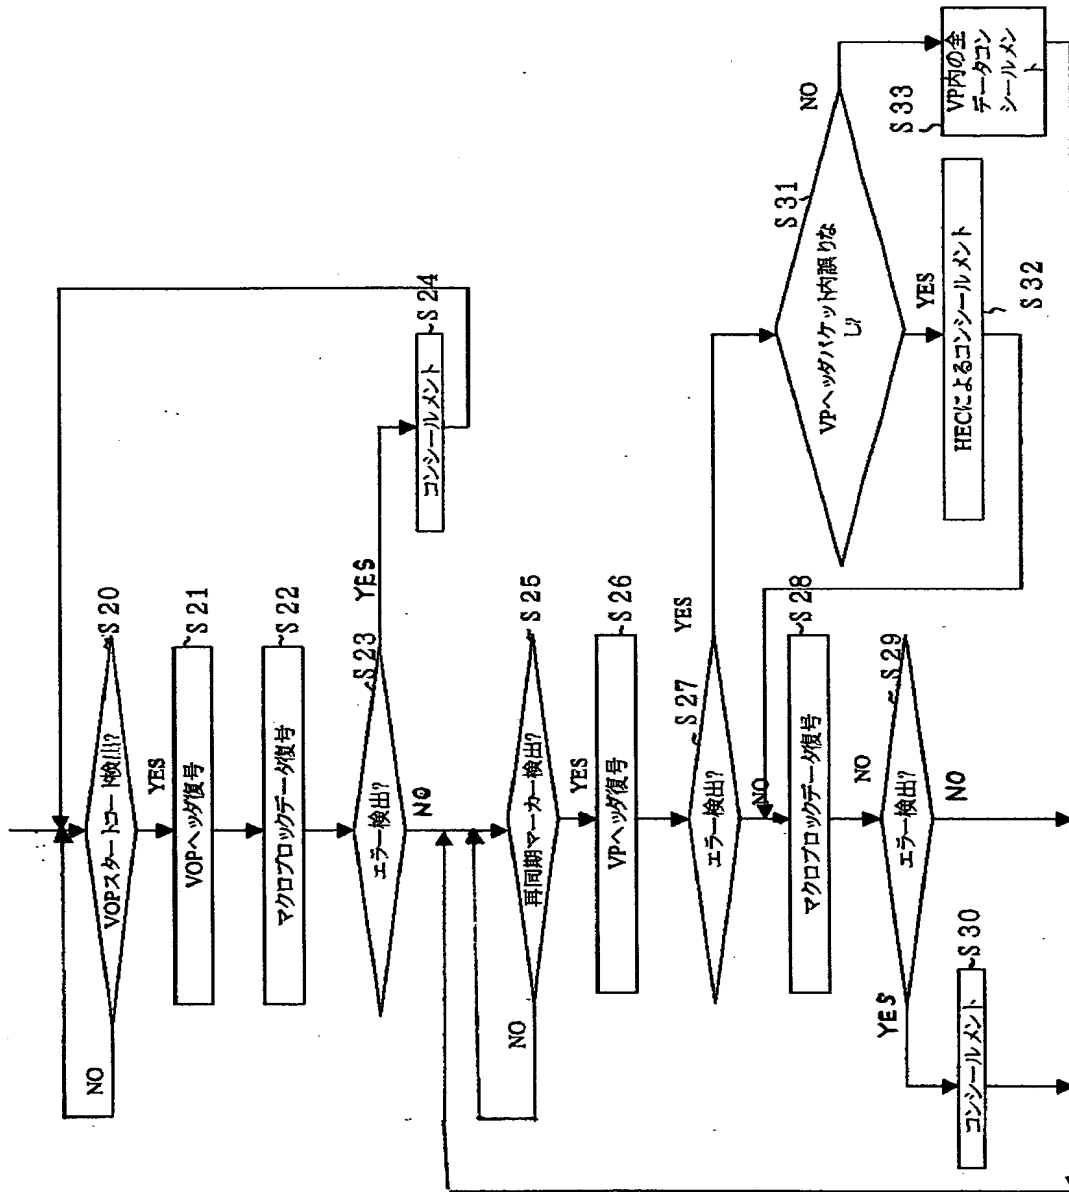 VOPスタートコード検出?
S20
NO
YES
VOPヘッダ復号
S21
マクロブロックデータ復号
S22
エラー検出?
S23
YES
コンシールメント
S24
NO
再同期マーカー検出?
S25
NO
YES
VPヘッダ復号
S26
エラー検出?
S27
YES
NO
マクロブロックデータ復号
S28
エラー検出?
S29
NO
YES
NO
コンシールメント
S30
VPヘッダパケット内誤りな
し?
S31
NO
YES
HECによるコンシールメント
S32
VP内の全
データコン
シールメン
ト
S33